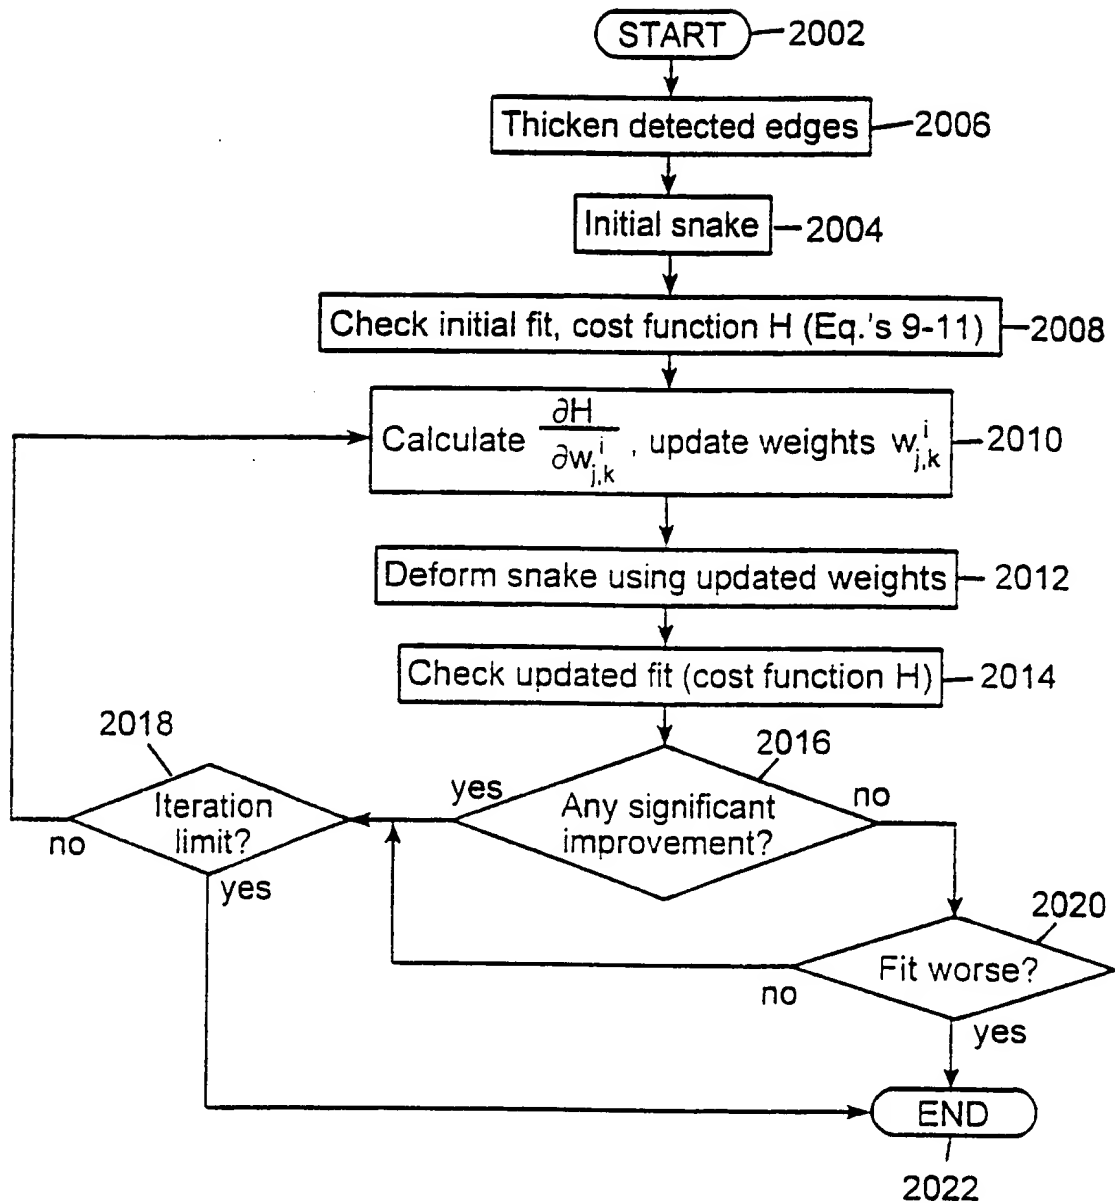 START
2002
Thicken detected edges
2006
Initial snake
2004
Check initial fit, cost function H (Eq.'s 9-11)
2008
Calculate ∂H/∂w_{j,k}^i , update weights w_{j,k}^i
2010
Deform snake using updated weights
2012
Check updated fit (cost function H)
2014
2018
Iteration
limit?
no
yes
2016
yes
Any significant
improvement?
no
2020
Fit worse?
no
yes
END
2022